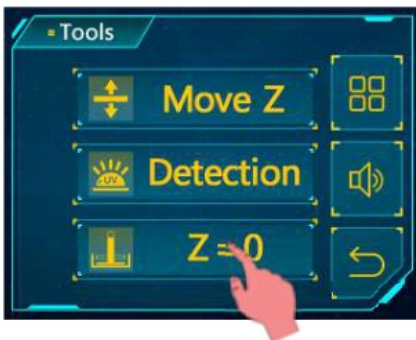 Tools
Move Z
UV
Detection
Z = 0